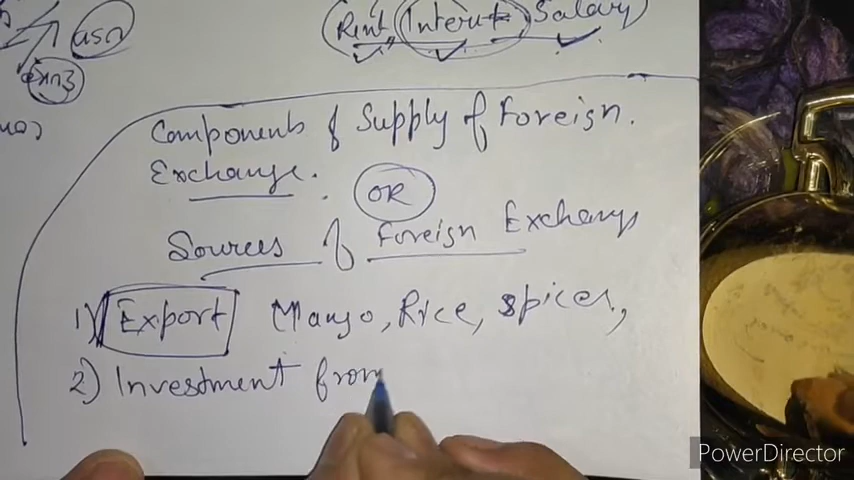 Rent, Interest Salary
Components of Supply of Foreign.
Exchange.
OR
Sources of Foreign Exchange
1) Export Mango, Rice, Spices,
2) Investment from
PowerDirector